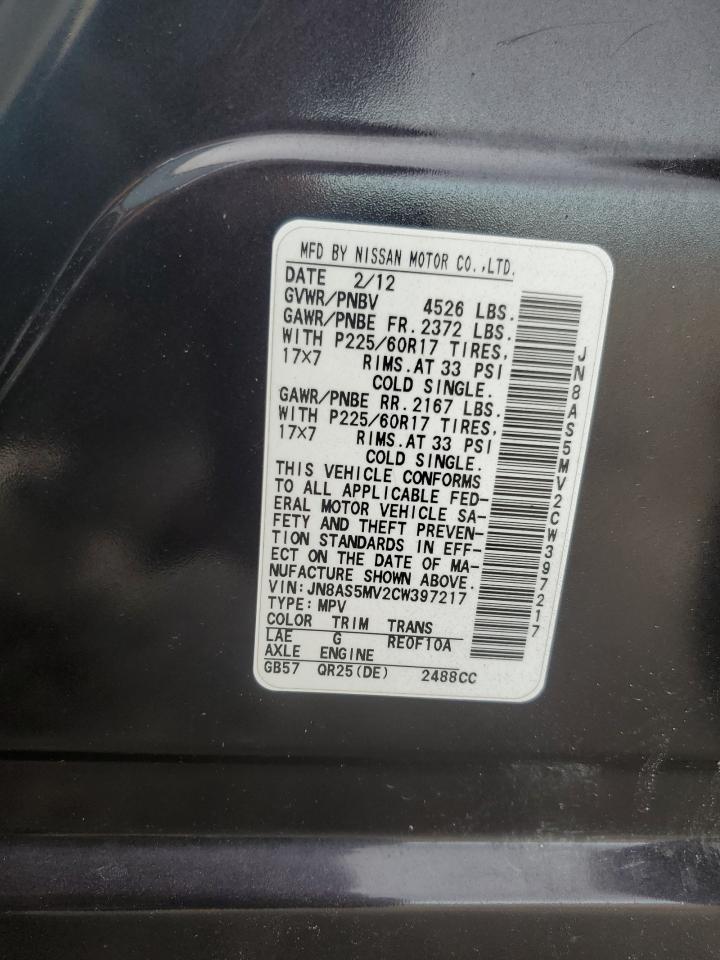 MFD BY NISSAN MOTOR CO.,LTD.
DATE 2/12
GVWR/PNBV 4526 LBS.
GAWR/PNBE FR. 2372 LBS.
WITH P225/60R17 TIRES,
17X7 RIMS.AT 33 PSI
COLD SINGLE.
GAWR/PNBE RR. 2167 LBS.
WITH P225/60R17 TIRES,
17X7 RIMS.AT 33 PSI
COLD SINGLE.
THIS VEHICLE CONFORMS
TO ALL APPLICABLE FED-
ERAL MOTOR VEHICLE SA-
FETY AND THEFT PREVEN-
TION STANDARDS IN EFF-
ECT ON THE DATE OF MA-
NUFACTURE SHOWN ABOVE.
VIN:JN8AS5MV2CW397217
TYPE:MPV
COLOR TRIM TRANS
LAE G RE0F10A
AXLE ENGINE
GB57 QR25(DE) 2488CC
JN8AS5MV2CW397217